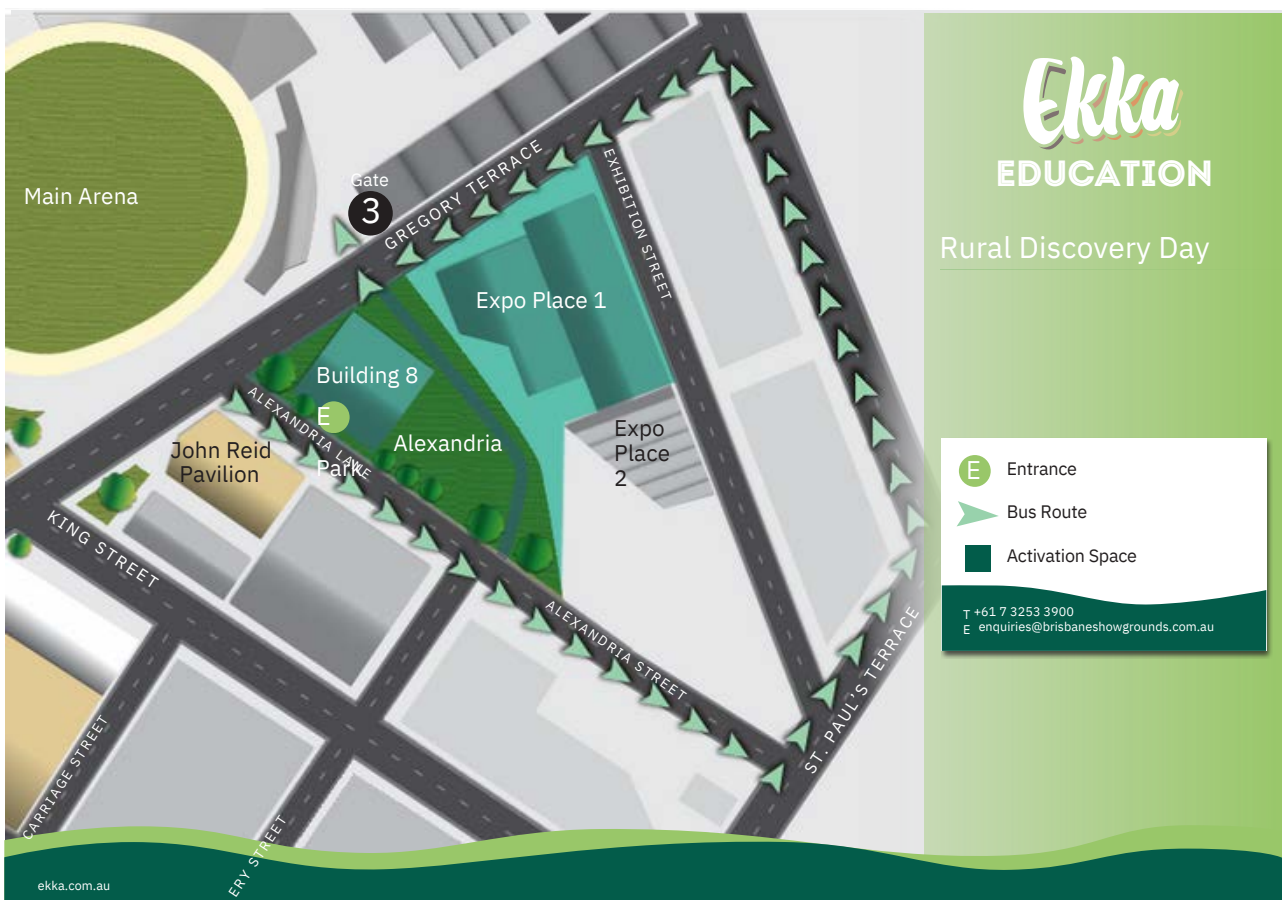 Main Arena
Gate
3
GREGORY TERRACE
EXHIBITION STREET
Expo Place 1
Building 8
E
ALEXANDRIA LANE
Alexandria
Park
John Reid
Pavilion
Expo
Place
2
KING STREET
ALEXANDRIA STREET
ST. PAUL'S TERRACE
CARRIAGE STREET
ERY STREET
ekka.com.au
Ekka
EDUCATION
Rural Discovery Day
E Entrance
Bus Route
Activation Space
T +61 7 3253 3900
E enquiries@brisbaneshowgrounds.com.au